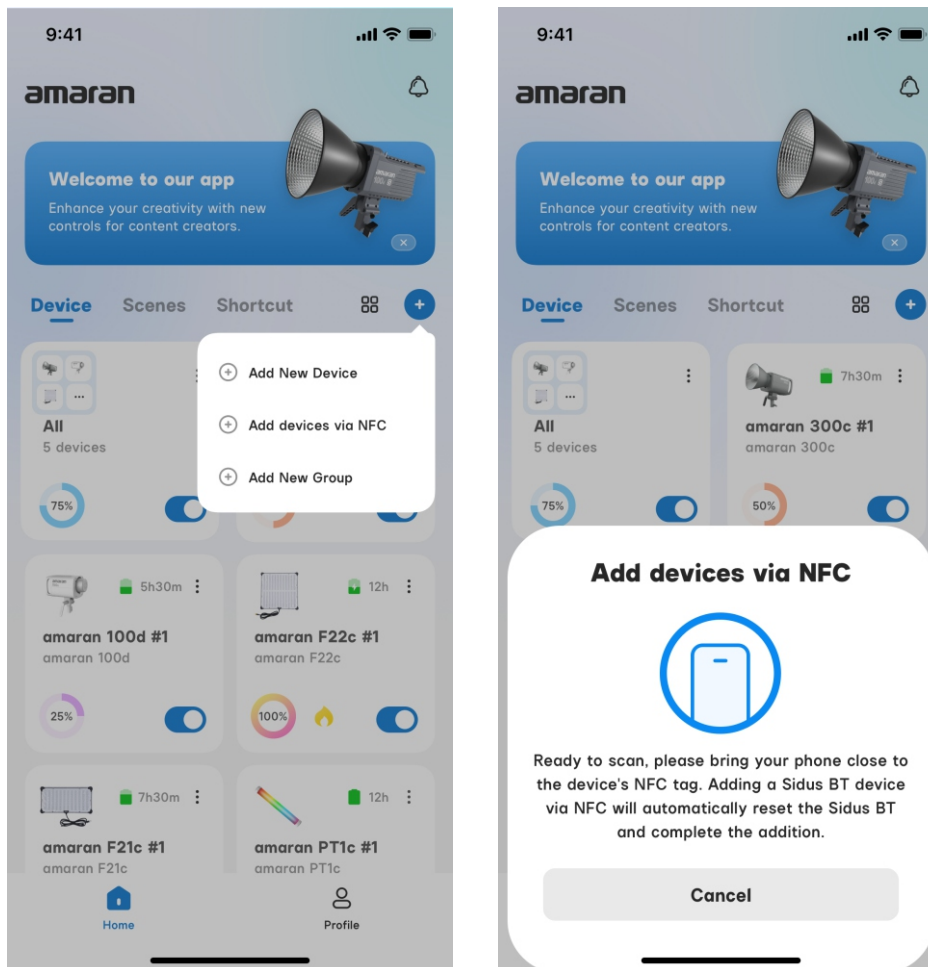 9:41
amaran
Welcome to our app
Enhance your creativity with new
controls for content creators.
Device Scenes Shortcut
Add New Device
Add devices via NFC
Add New Group
All
5 devices
75%
5h30m
amaran 100d #1
amaran 100d
25%
12h
amaran F22c #1
amaran F22c
100%
7h30m
amaran F21c #1
amaran F21c
12h
amaran PT1c #1
amaran PT1c
Home
Profile
9:41
amaran
Welcome to our app
Enhance your creativity with new
controls for content creators.
Device Scenes Shortcut
All
5 devices
75%
7h30m
amaran 300c #1
amaran 300c
50%
Add devices via NFC
Ready to scan, please bring your phone close to
the device's NFC tag. Adding a Sidus BT device
via NFC will automatically reset the Sidus BT
and complete the addition.
Cancel